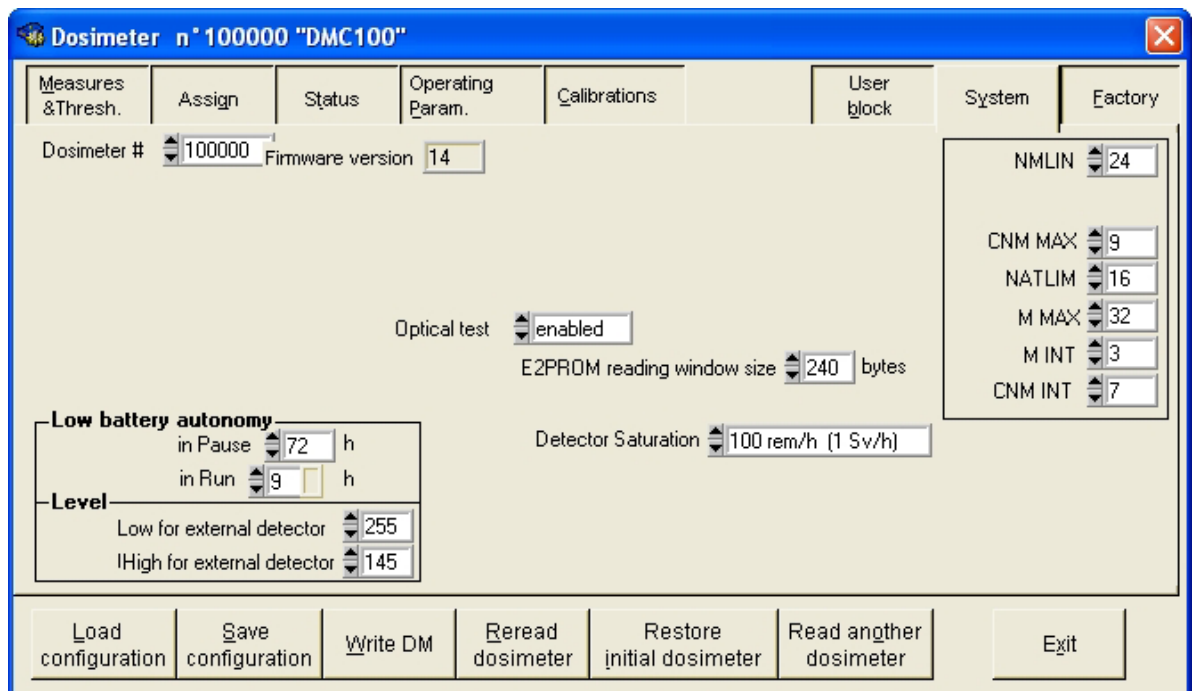 Dosimeter n°100000 "DMC100"
Measures
&Thresh.
Assign
Status
Operating
Param.
Calibrations
User
block
System
Factory
Dosimeter # 100000
Firmware version 14
NMLIN 24
CNM MAX 9
NATLIM 16
M MAX 32
M INT 3
CNM INT 7
Optical test enabled
E2PROM reading window size 240 bytes
Detector Saturation 100 rem/h (1 Sv/h)
Low battery autonomy
in Pause 72 h
in Run 9 h
Level
Low for external detector 255
!High for external detector 145
Load
configuration
Save
configuration
Write DM
Reread
dosimeter
Restore
initial dosimeter
Read another
dosimeter
Exit